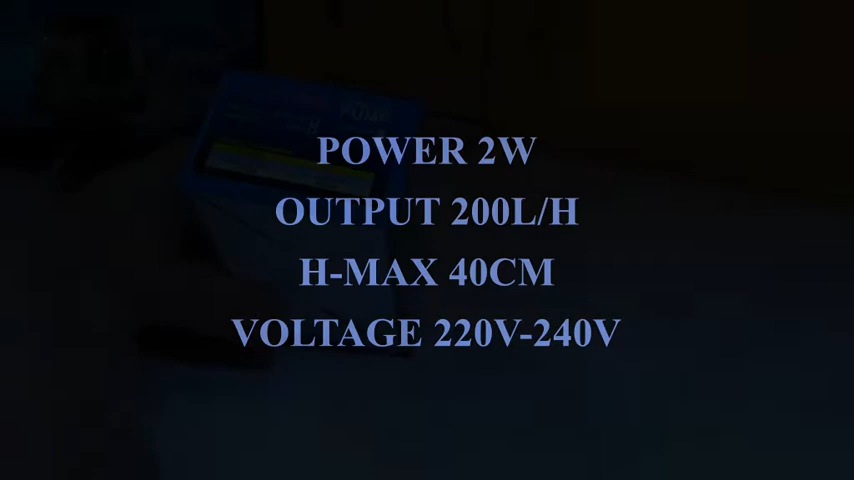 POWER 2W
OUTPUT 200L/H
H-MAX 40CM
VOLTAGE 220V-240V